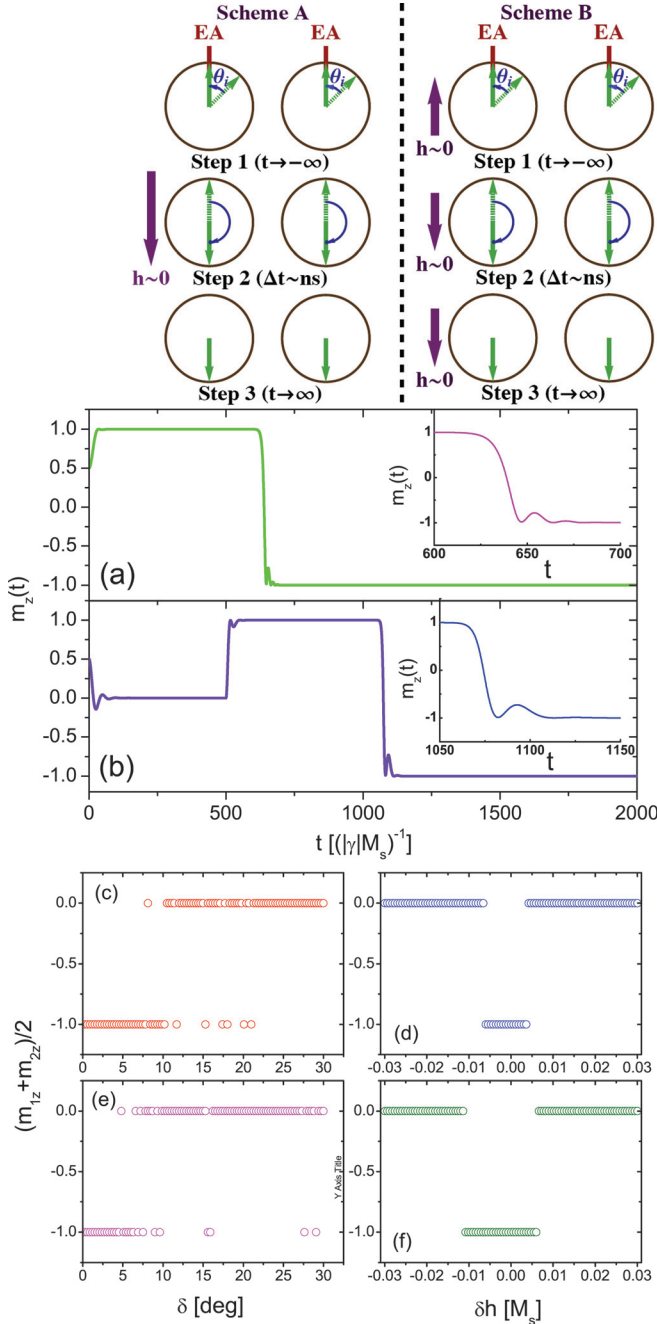 Scheme A Scheme B
EA EA EA EA
θi θi θi θi
h~0
Step 1 (t→−∞) Step 1 (t→−∞)
h~0 h~0
Step 2 (Δt~ns) Step 2 (Δt~ns)
h~0
Step 3 (t→∞) Step 3 (t→∞)
1.0
0.5
0.0
-0.5
-1.0
(a)
mz(t)
1
0
-1
600 650 700
t
mz(t)
1.0
0.5
0.0
-0.5
-1.0
(b)
mz(t)
1
0
-1
1050 1100 1150
t
0 500 1000 1250 1500 1750 2000
t [(|γ|Ms)-1]
(c) (d)
0.0 0.0
-0.5 -0.5
-1.0 -1.0
0 5 10 15 20 25 30 -0.03 -0.02 -0.01 0.00 0.01 0.02 0.03
(m1z+m2z)/2
(e) (f)
0.0 0.0
-0.5 -0.5
-1.0 -1.0
Y Axis Title
0 5 10 15 20 25 30 -0.03 -0.02 -0.01 0.00 0.01 0.02 0.03
δ [deg] δh [Ms]